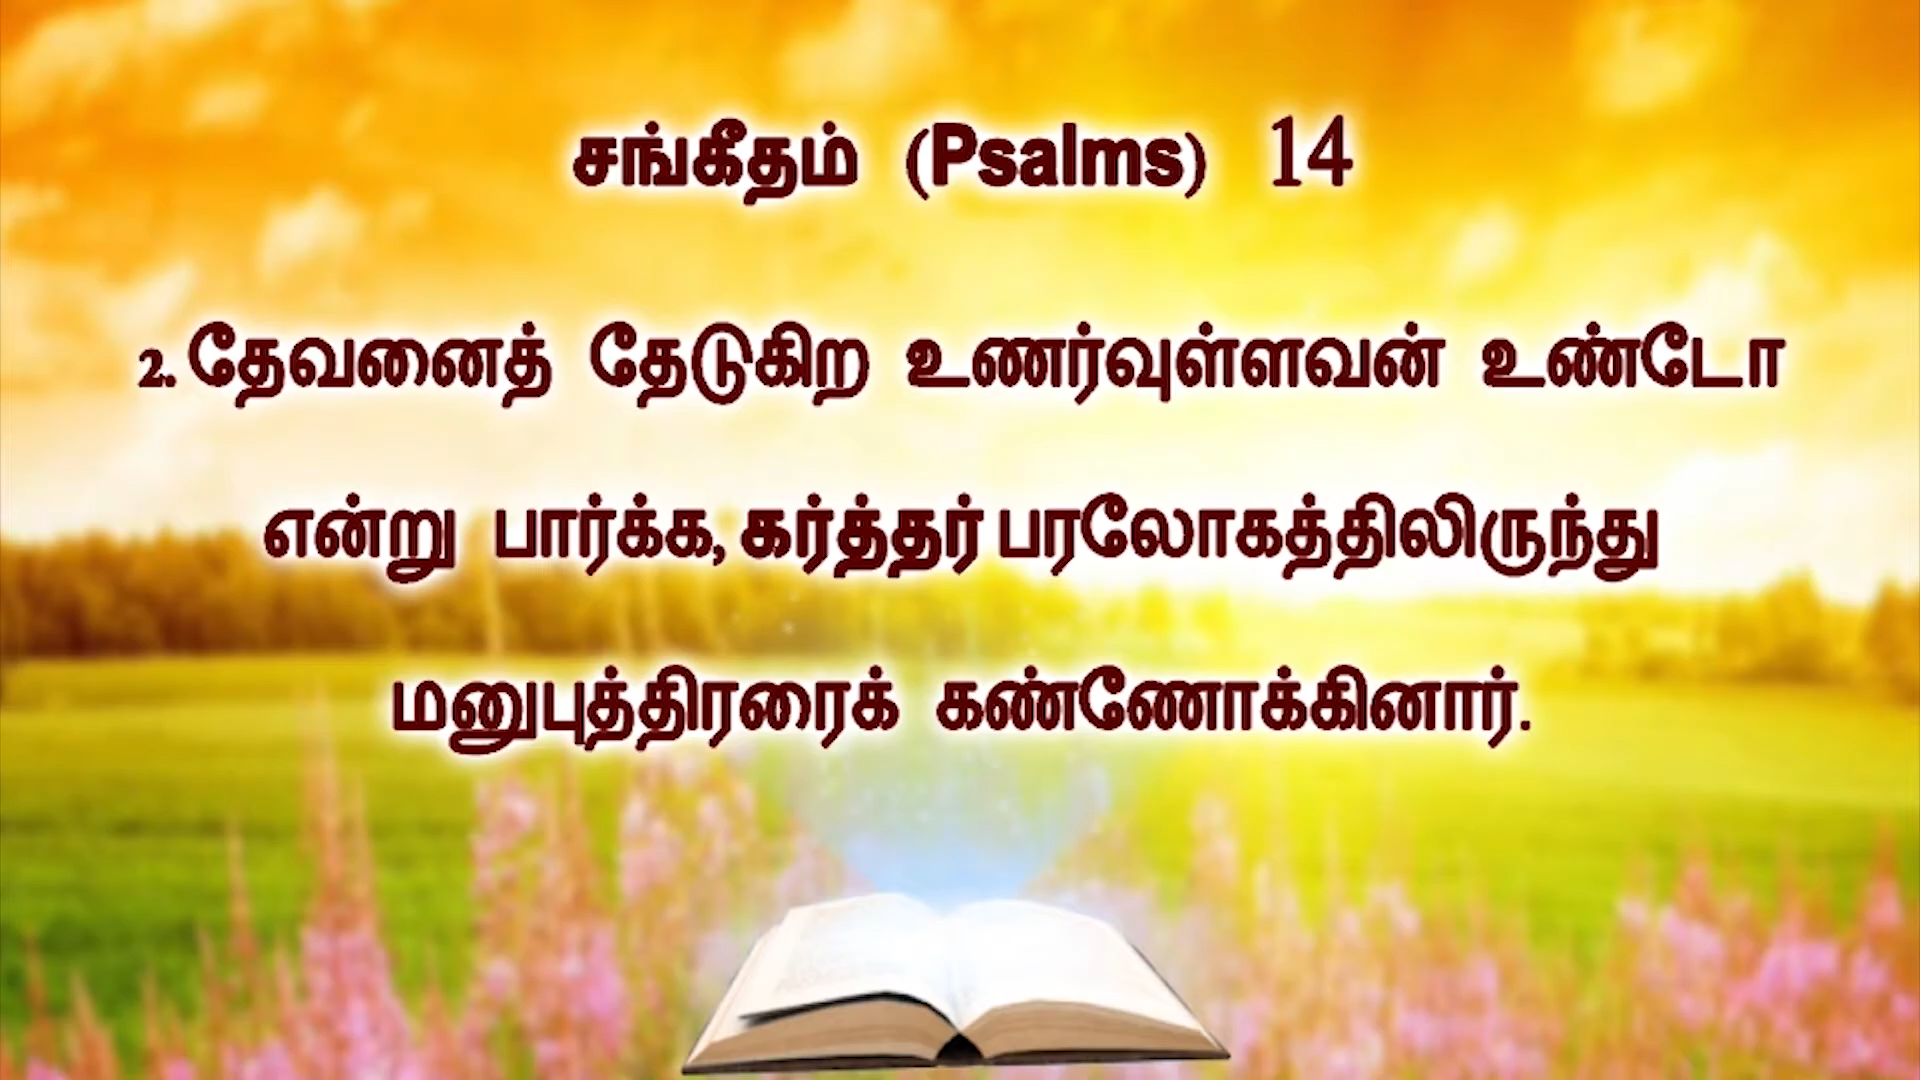 சங்கீதம் (Psalms) 14
2. தேவனைத் தேடுகிற உணர்வுள்ளவன் உண்டோ
என்று பார்க்க, கர்த்தர் பரலோகத்திலிருந்து
மனுபுத்திரரைக் கண்ணோக்கினார்.